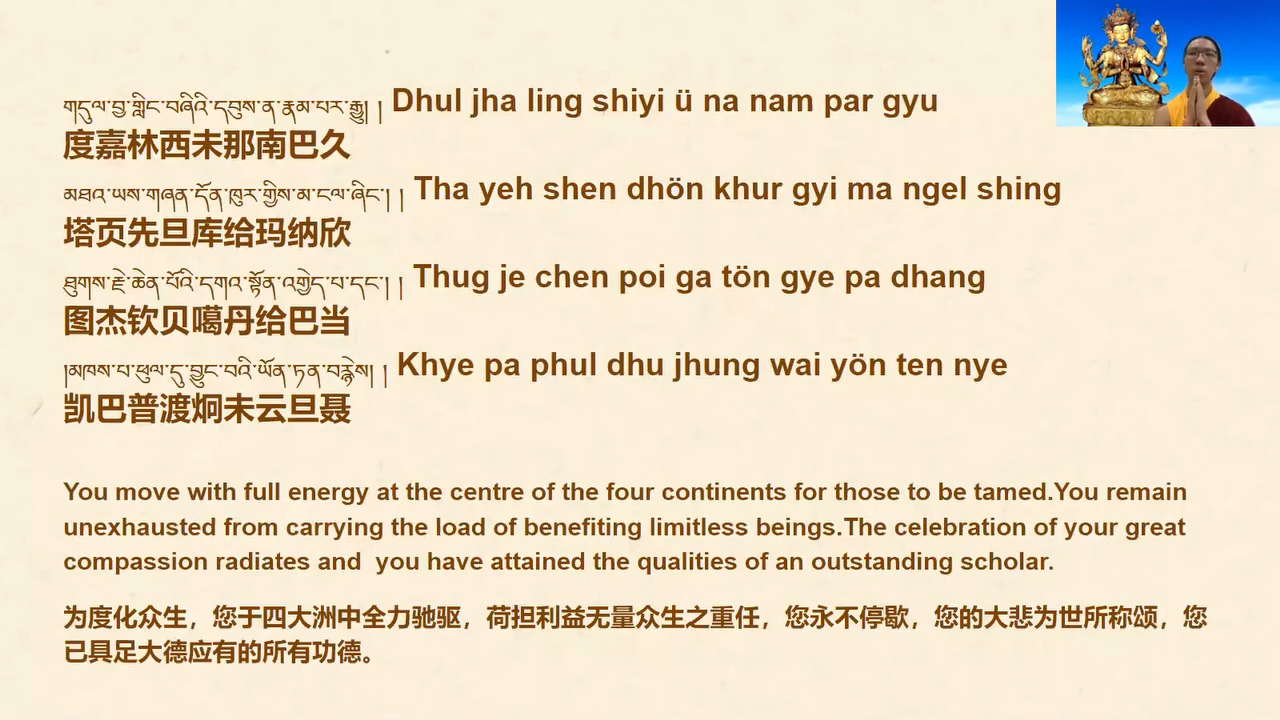 གདུལ་བྱ་གླིང་བཞིའི་དབུས་ན་རྣམ་པར་རྒྱུ། ། Dhul jha ling shiyi ü na nam par gyu
度嘉林西未那南巴久
མཐའ་ཡས་གཞན་དོན་ཁུར་གྱིས་མ་ངལ་ཞིང་། ། Tha yeh shen dhön khur gyi ma ngel shing
塔页先旦库给玛纳欣
ཐུགས་རྗེ་ཆེན་པོའི་དགའ་སྟོན་འགྱེད་པ་དང་། ། Thug je chen poi ga tön gye pa dhang
图杰钦贝噶丹给巴当
།མཁས་པ་ཕུལ་དུ་བྱུང་བའི་ཡོན་ཏན་བརྙེས། ། Khye pa phul dhu jhung wai yön ten nye
凯巴普渡炯未云旦聂
You move with full energy at the centre of the four continents for those to be tamed.You remain
unexhausted from carrying the load of benefiting limitless beings.The celebration of your great
compassion radiates and  you have attained the qualities of an outstanding scholar.
为度化众生，您于四大洲中全力驰驱，荷担利益无量众生之重任，您永不停歇，您的大悲为世所称颂，您
已具足大德应有的所有功德。